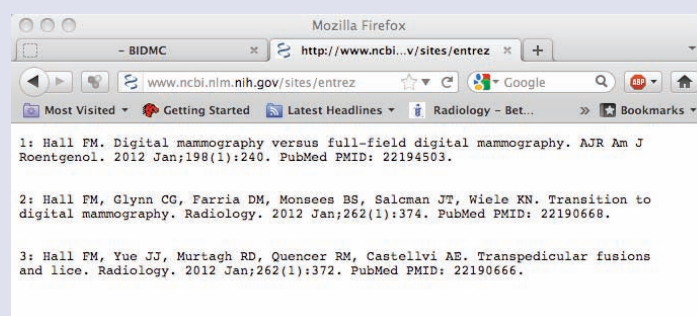 Mozilla Firefox
- BIDMC
http://www.ncbi...v/sites/entrez
www.ncbi.nlm.nih.gov/sites/entrez
Google
ABP
Most Visited
Getting Started
Latest Headlines
Radiology - Bet...
Bookmarks
1: Hall FM. Digital mammography versus full-field digital mammography. AJR Am J
Roentgenol. 2012 Jan;198(1):240. PubMed PMID: 22194503.
2: Hall FM, Glynn CG, Farria DM, Monsees BS, Salcman JT, Wiele KN. Transition to
digital mammography. Radiology. 2012 Jan;262(1):374. PubMed PMID: 22190668.
3: Hall FM, Yue JJ, Murtagh RD, Quencer RM, Castellvi AE. Transpedicular fusions
and lice. Radiology. 2012 Jan;262(1):372. PubMed PMID: 22190666.